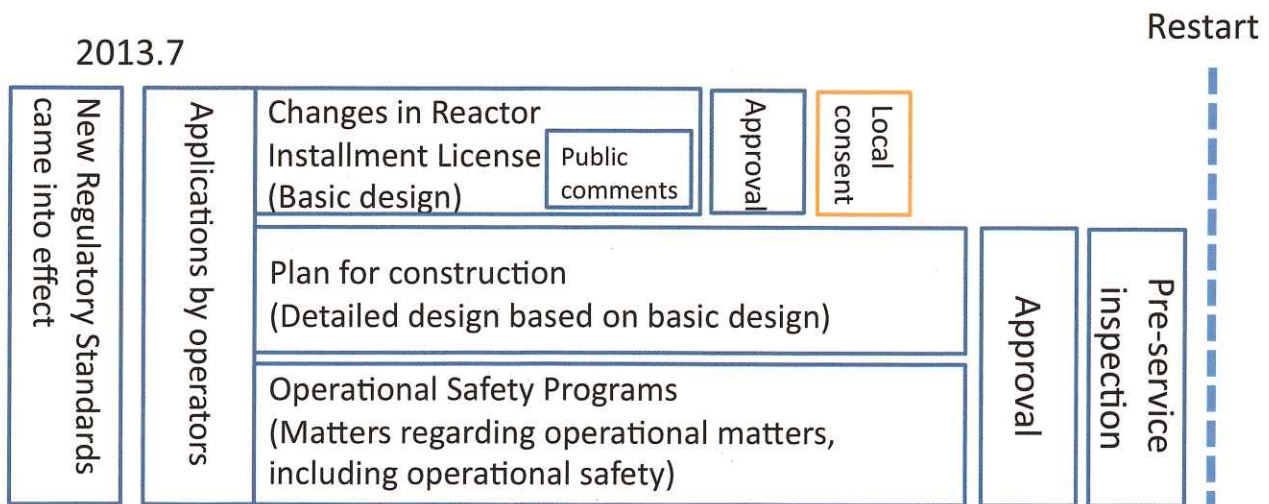 2013.7
Restart
New Regulatory Standards
came into effect
Applications by operators
Changes in Reactor
Installment License
(Basic design)
Public
comments
Approval
Local
consent
Plan for construction
(Detailed design based on basic design)
Operational Safety Programs
(Matters regarding operational matters,
including operational safety)
Approval
Pre-service
inspection